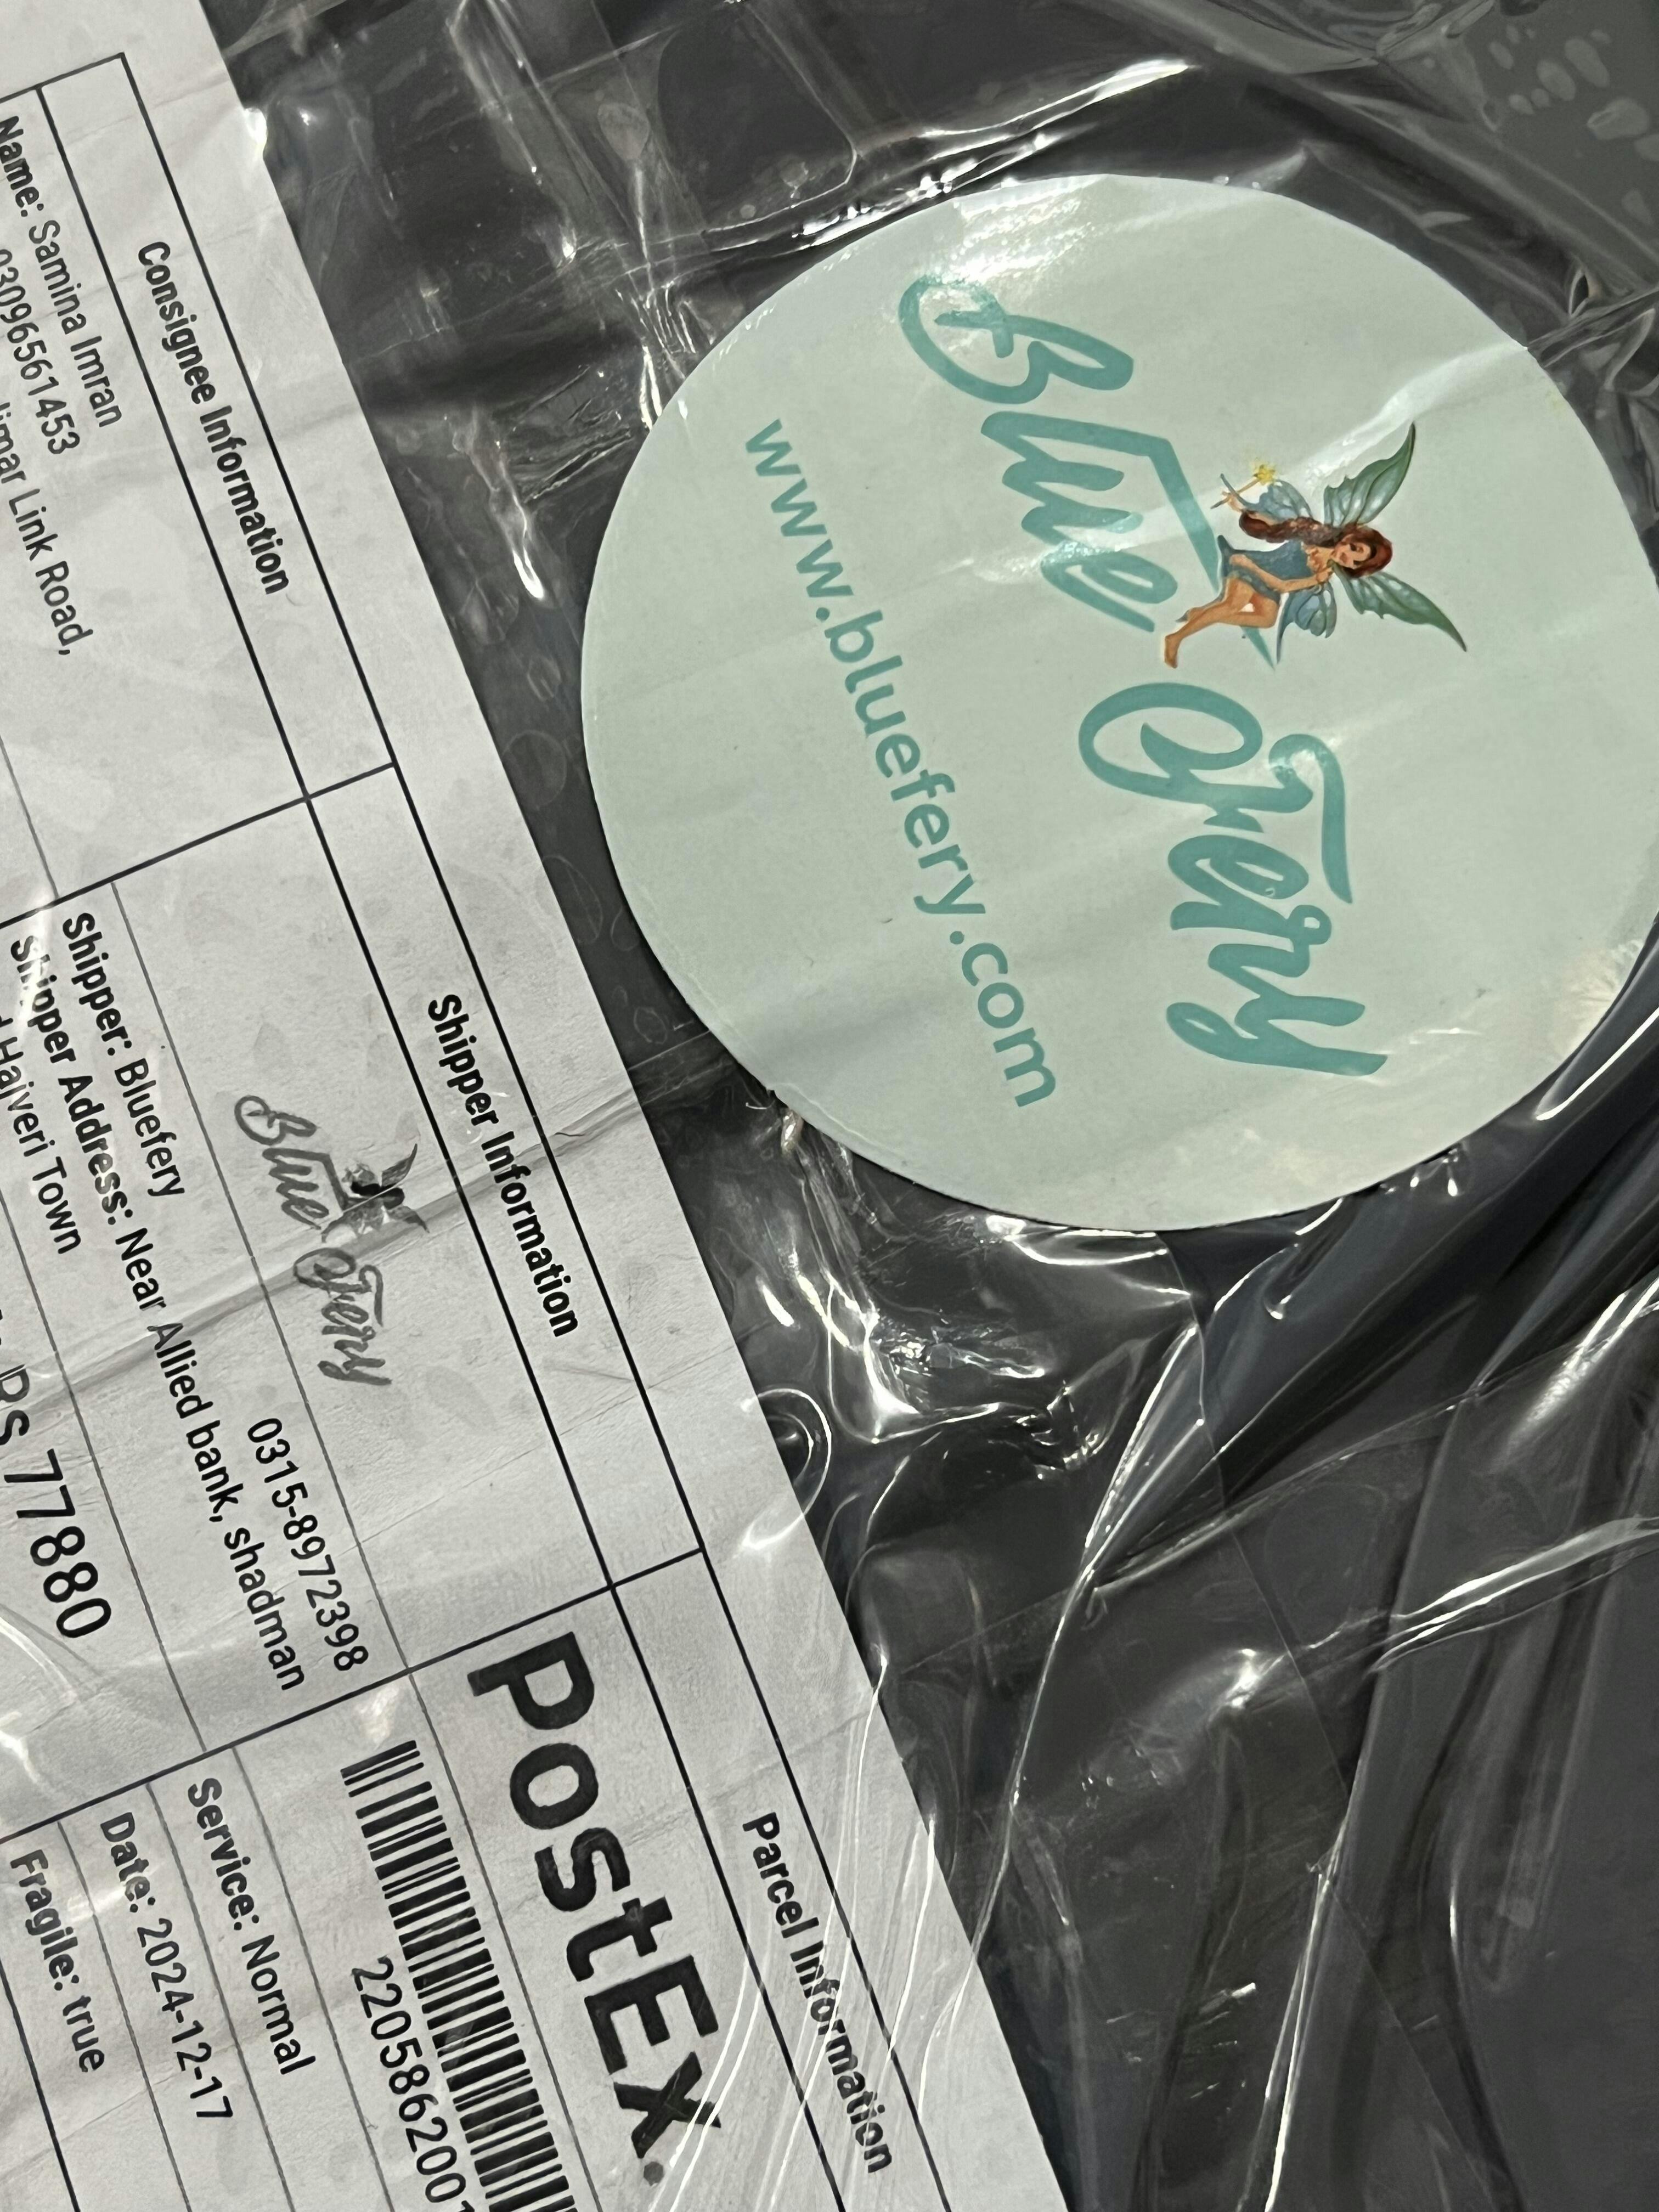 Blue Fery
www.bluefery.com
Consignee Information
Name: Samina Imran
03096561453
Link Road,
Shipper Information
Blue Fery
0315-8972398
Shipper: Bluefery
Shipper Address: Near Allied bank, shadman
Hajveri Town
RS 77880
Parcel Information
PostEx.
2205862001
Service: Normal
Date: 2024-12-17
Fragile: true